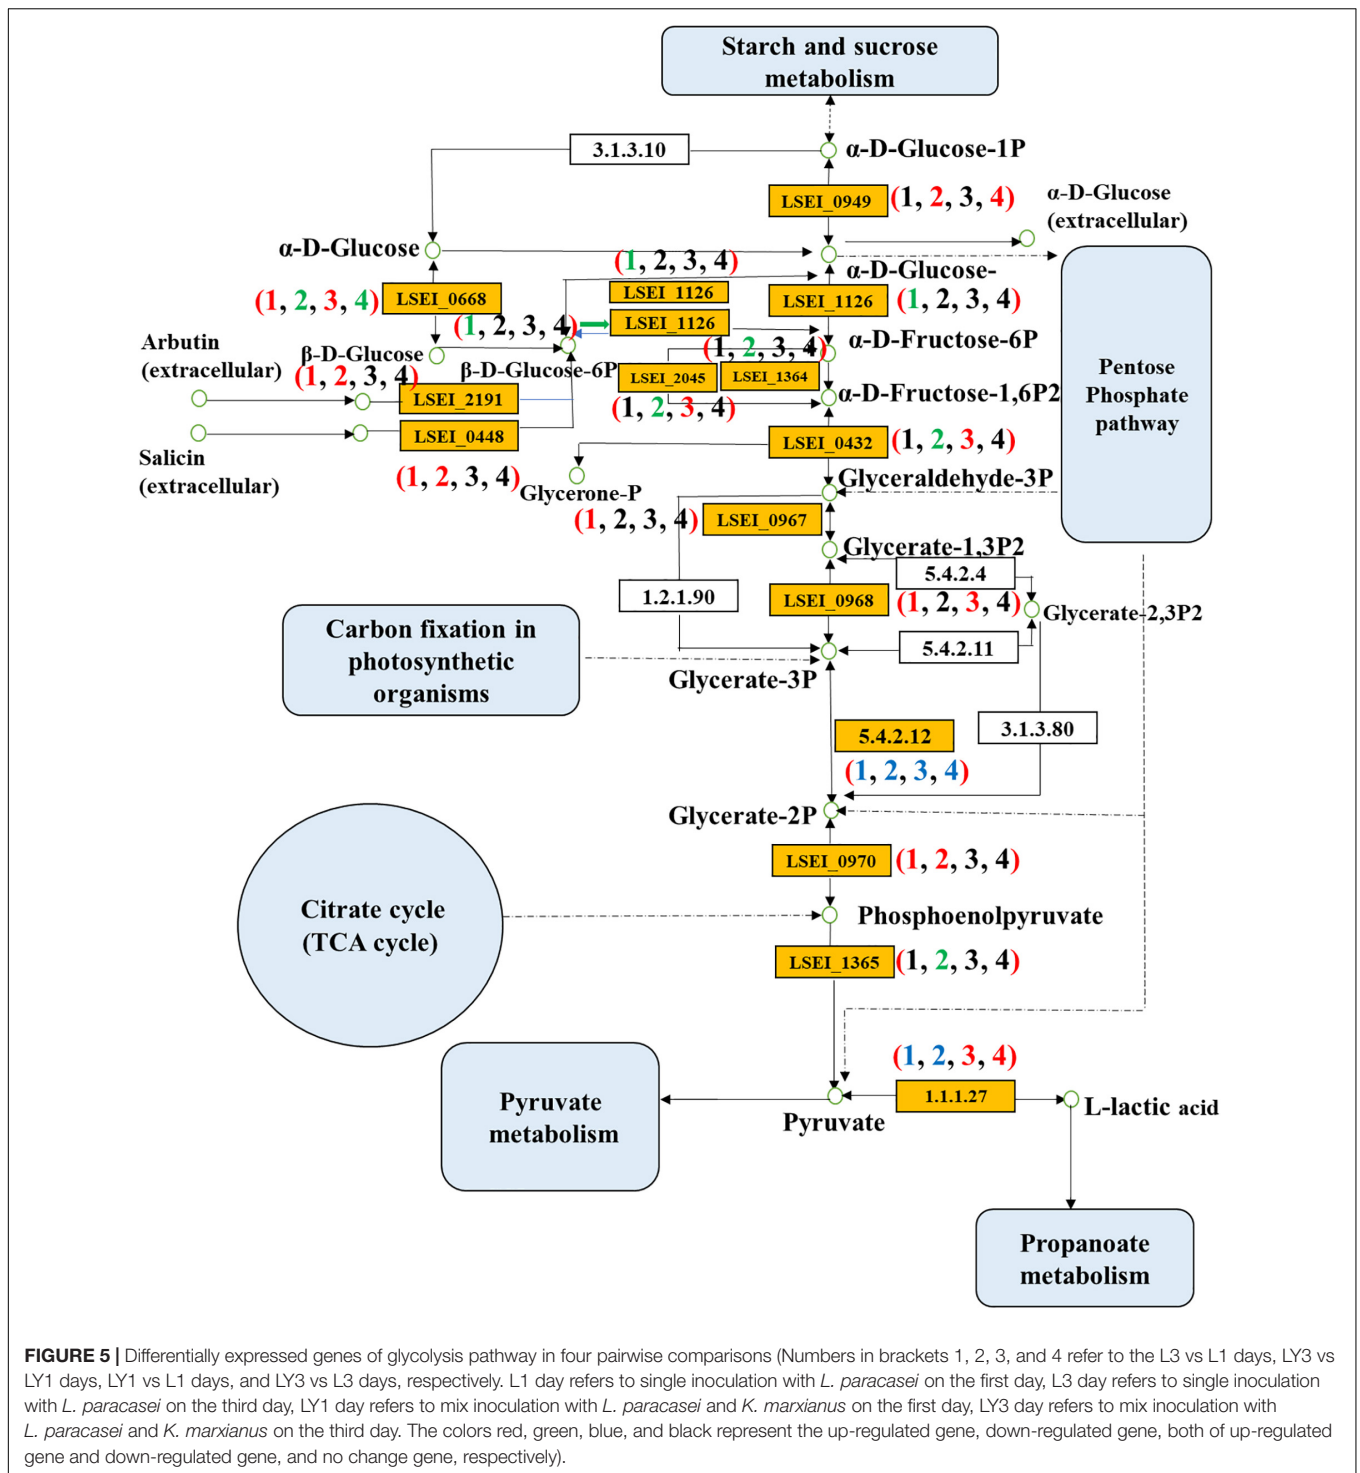 Starch and sucrose
metabolism
3.1.3.10
α-D-Glucose-1P
LSEI_0949
(1, 2, 3, 4)
α-D-Glucose
(extracellular)
α-D-Glucose
(1, 2, 3, 4)
α-D-Glucose-
LSEI_1126
(1, 2, 3, 4)
LSEI_0668
LSEI_1126
(1, 2, 3, 4)
(1, 2, 3, 4)
LSEI_1126
α-D-Fructose-6P
Arbutin
(extracellular)
β-D-Glucose
β-D-Glucose-6P
(1, 2, 3, 4)
(1, 2, 3, 4)
LSEI_2045
LSEI_1364
Pentose
Phosphate
pathway
LSEI_2191
(1, 2, 3, 4)
α-D-Fructose-1,6P2
LSEI_0448
LSEI_0432
(1, 2, 3, 4)
Salicin
(extracellular)
(1, 2, 3, 4)
Glycerone-P
Glyceraldehyde-3P
(1, 2, 3, 4)
LSEI_0967
Glycerate-1,3P2
5.4.2.4
1.2.1.90
LSEI_0968
(1, 2, 3, 4)
Glycerate-2,3P2
Carbon fixation in
photosynthetic
organisms
5.4.2.11
Glycerate-3P
5.4.2.12
3.1.3.80
(1, 2, 3, 4)
Glycerate-2P
LSEI_0970
(1, 2, 3, 4)
Citrate cycle
(TCA cycle)
Phosphoenolpyruvate
LSEI_1365
(1, 2, 3, 4)
(1, 2, 3, 4)
Pyruvate
metabolism
1.1.1.27
Pyruvate
L-lactic acid
Propanoate
metabolism
FIGURE 5 | Differentially expressed genes of glycolysis pathway in four pairwise comparisons (Numbers in brackets 1, 2, 3, and 4 refer to the L3 vs L1 days, LY3 vs
LY1 days, LY1 vs L1 days, and LY3 vs L3 days, respectively. L1 day refers to single inoculation with L. paracasei on the first day, L3 day refers to single inoculation
with L. paracasei on the third day, LY1 day refers to mix inoculation with L. paracasei and K. marxianus on the first day, LY3 day refers to mix inoculation with
L. paracasei and K. marxianus on the third day. The colors red, green, blue, and black represent the up-regulated gene, down-regulated gene, both of up-regulated
gene and down-regulated gene, and no change gene, respectively).